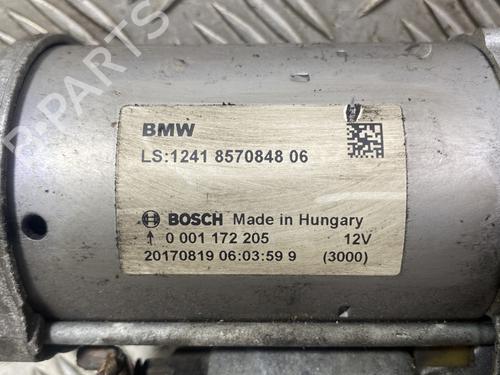 BMW
LS:1241 8570848 06
BOSCH Made in Hungary
↑ 0 001 172 205 12V
20170819 06:03:59 9 (3000)
B-PARTS